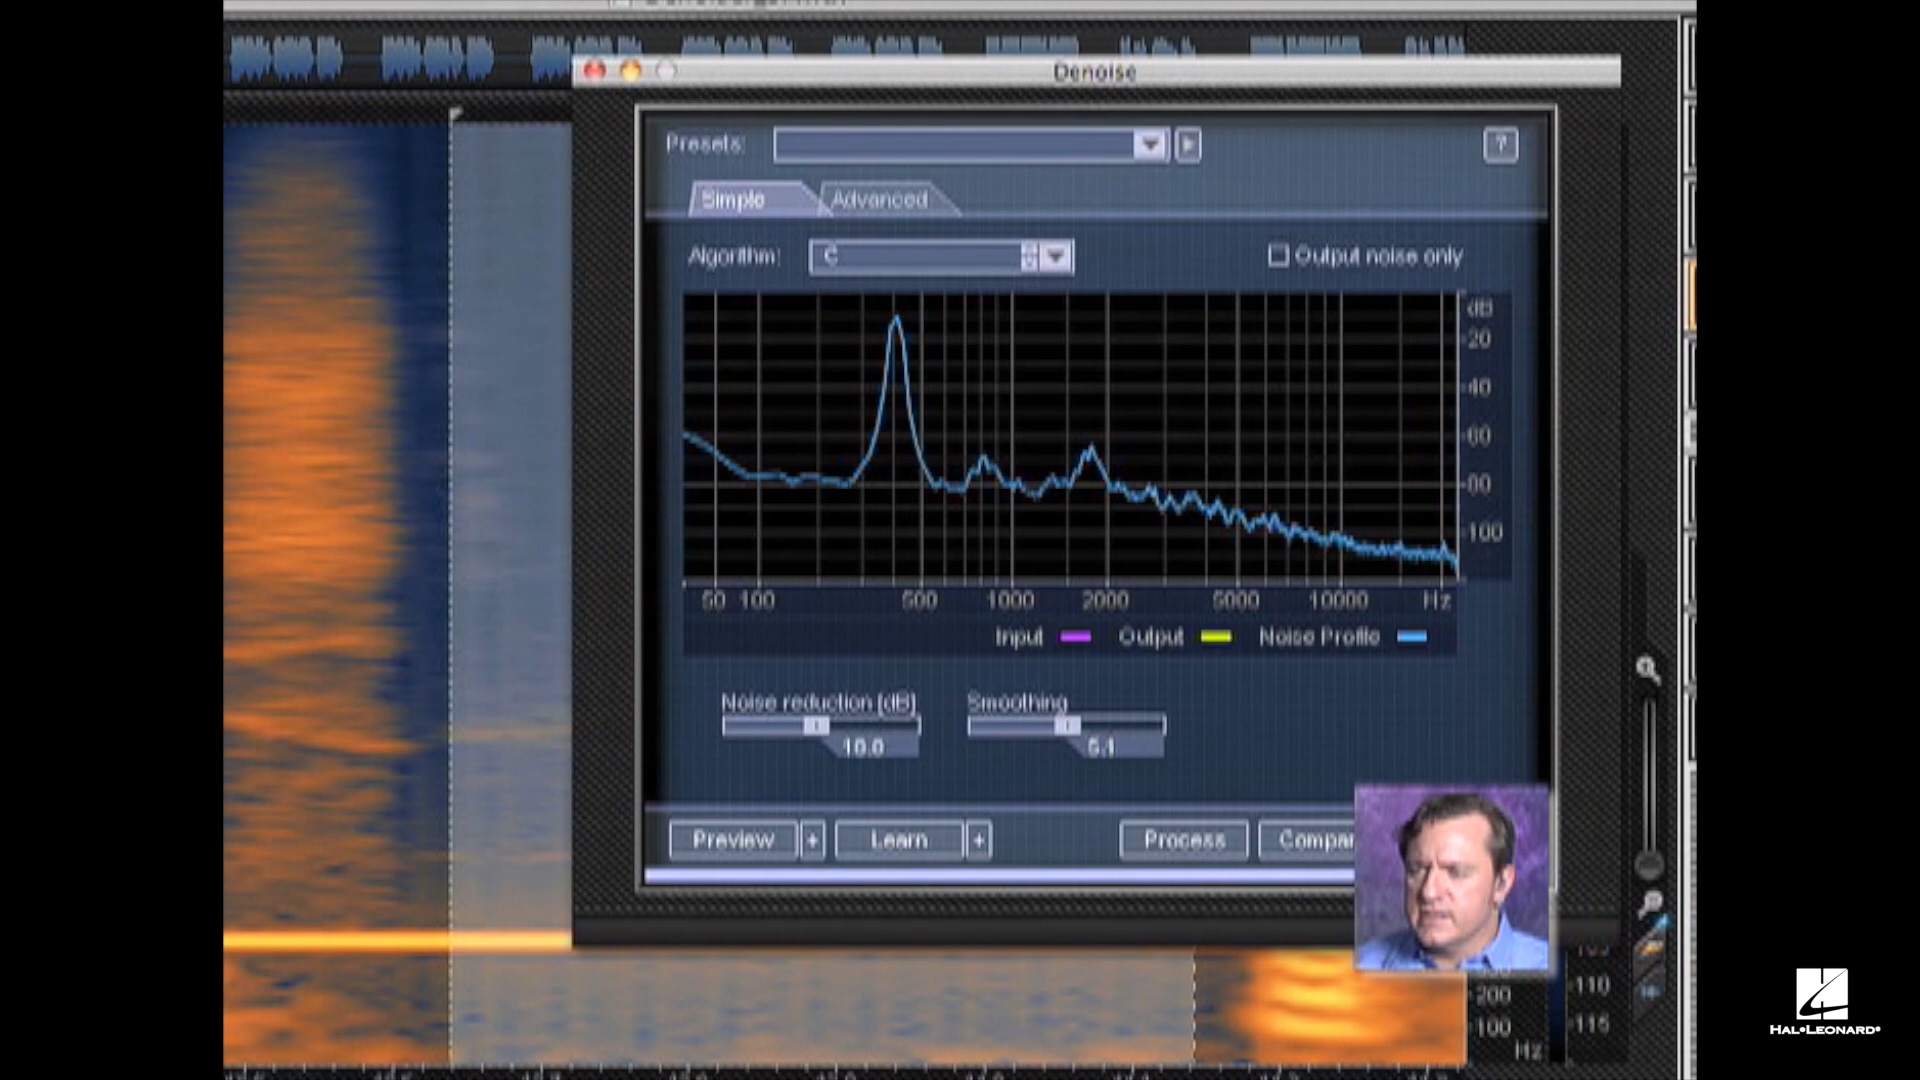 Denoise
Presets:
?
Simple Advanced
Algorithm: C Output noise only
dB
-20
-40
-60
-80
-100
50 100 500 1000 2000 5000 10000 Hz
Input Output Noise Profile
Noise reduction [dB] Smoothing
10.0 5.1
Preview + Learn + Process Compar
-200 -110
-100 -115
Hz
HAL•LEONARD®